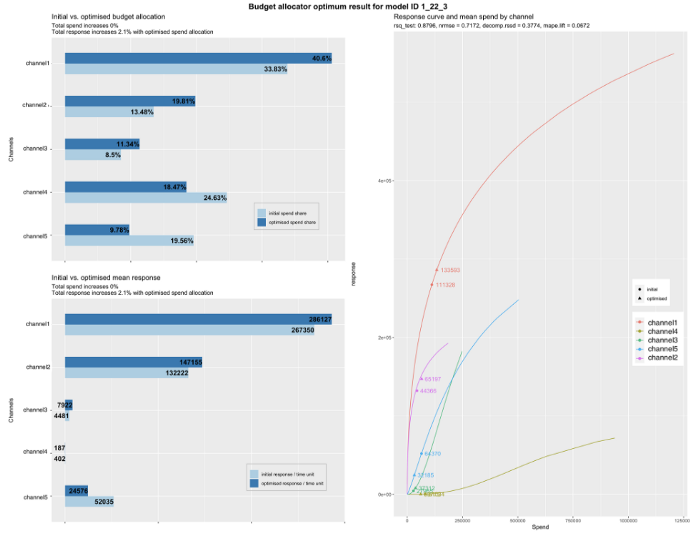 Budget allocator optimum result for model ID 1_22_3
Initial vs. optimised budget allocation
Total spend increases 0%
Total response increases 2.1% with optimised spend allocation
Channels
channel1
40.6%
33.83%
channel2
19.81%
13.48%
channel3
11.34%
8.5%
channel4
18.47%
24.63%
channel5
9.78%
19.56%
initial spend share
optimised spend share
Initial vs. optimised mean response
Total spend increases 0%
Total response increases 2.1% with optimised spend allocation
Channels
channel1
286127
267350
channel2
147155
132222
channel3
7922
4481
channel4
187
402
channel5
24576
52035
initial response / time unit
optimised response / time unit
Response curve and mean spend by channel
rsq_test: 0.8796, nrmse = 0.7172, decomp.rssd = 0.3774, mape.lift = 0.0672
response
4e+05
2e+05
0e+00
111326
44366
0
250000
500000
750000
1000000
1250000
Spend
initial
optimised
channel1
channel4
channel3
channel5
channel2